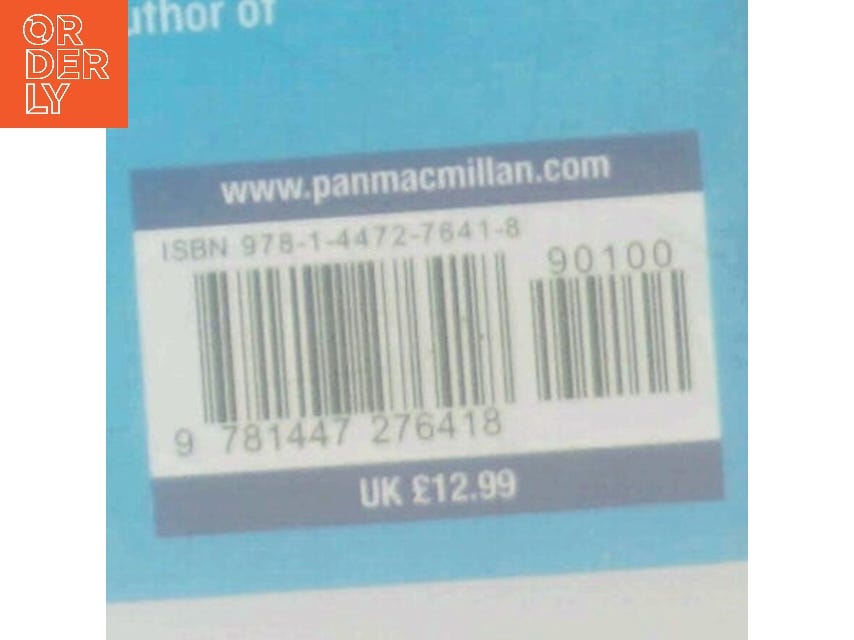 OR
DER
LY
uthor of
www.panmacmillan.com
ISBN 978-1-4472-7641-8
90100
9 781447 276418
UK £12.99